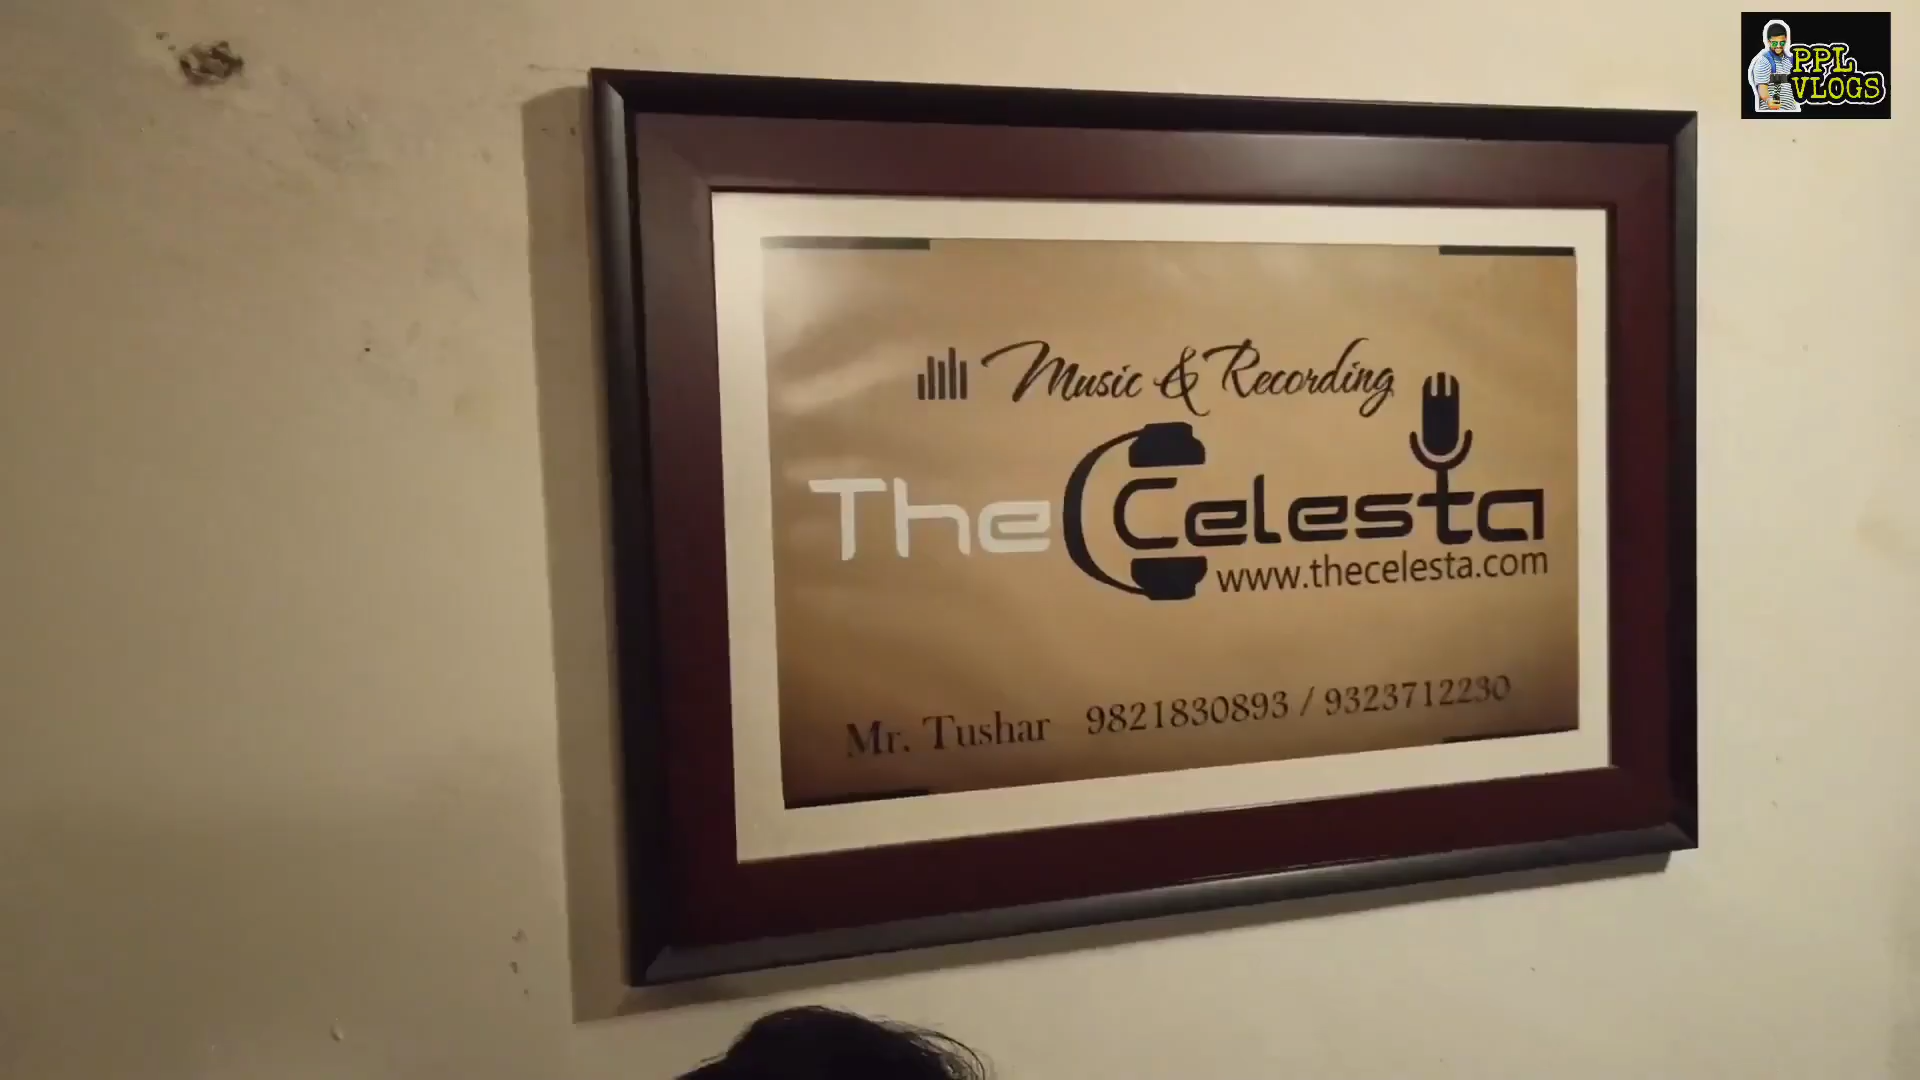 PPL
VLOGS
Music & Recording
The Celesta
www.thecelesta.com
Mr. Tushar 9821830893 / 9323712230